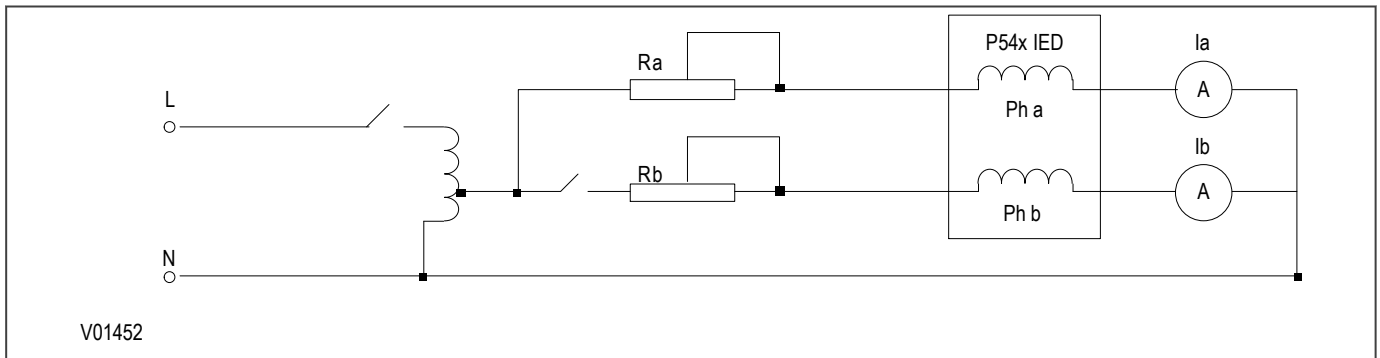 P54x IED
Ia
Ra
A
L
Ph a
Ib
Rb
A
Ph b
N
V01452